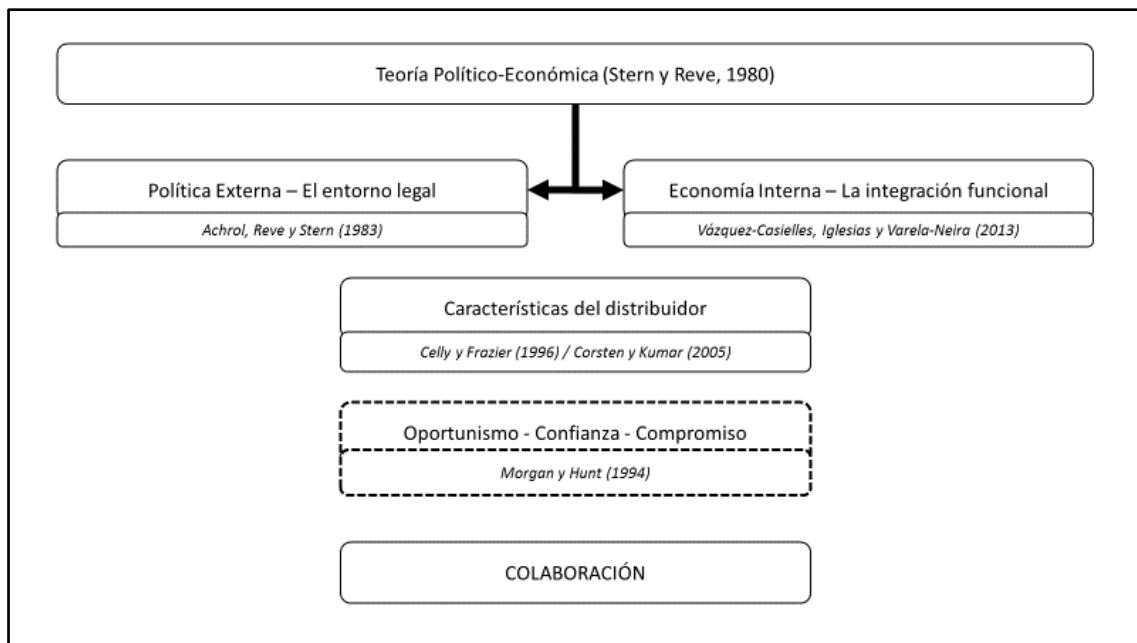 Teoría Político-Económica (Stern y Reve, 1980)
Política Externa – El entorno legal
Achrol, Reve y Stern (1983)
Economía Interna – La integración funcional
Vázquez-Casielles, Iglesias y Varela-Neira (2013)
Características del distribuidor
Celly y Frazier (1996) / Corsten y Kumar (2005)
Oportunismo - Confianza - Compromiso
Morgan y Hunt (1994)
COLABORACIÓN